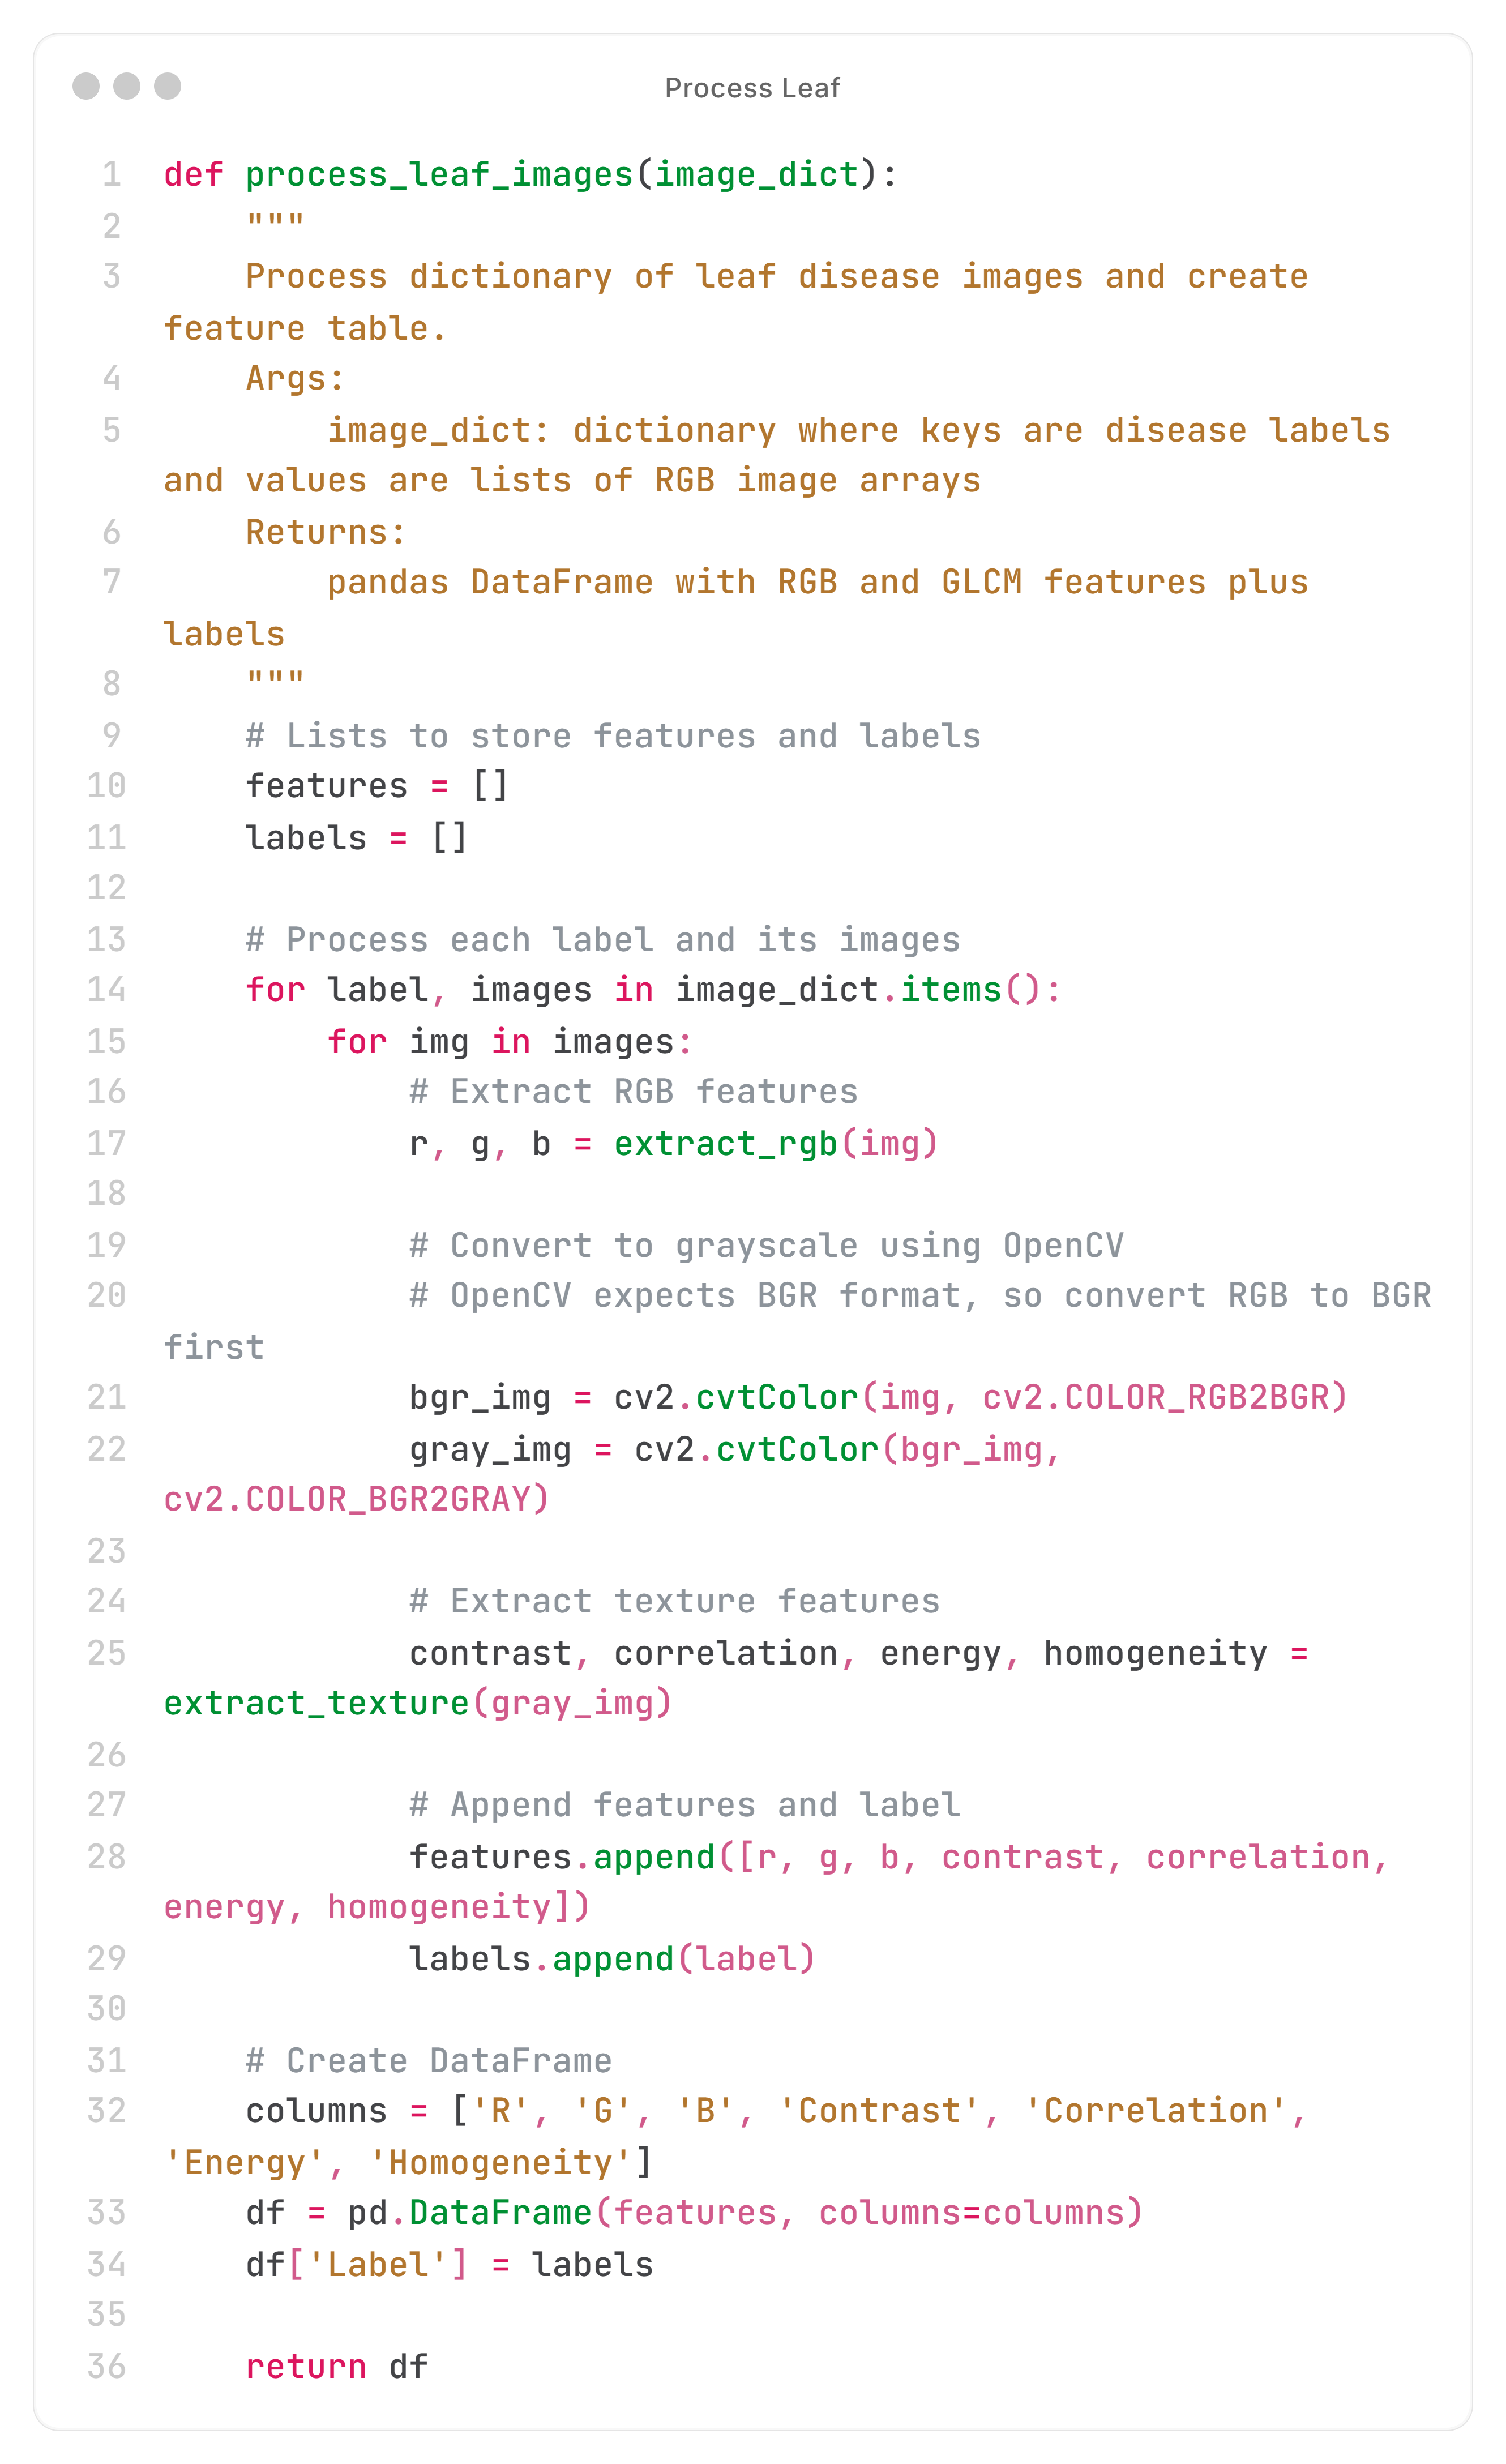 Process Leaf
1 def process_leaf_images(image_dict):
2     """
3     Process dictionary of leaf disease images and create
feature table.
4     Args:
5         image_dict: dictionary where keys are disease labels
and values are lists of RGB image arrays
6     Returns:
7         pandas DataFrame with RGB and GLCM features plus
labels
8     """
9     # Lists to store features and labels
10     features = []
11     labels = []
12
13     # Process each label and its images
14     for label, images in image_dict.items():
15         for img in images:
16             # Extract RGB features
17             r, g, b = extract_rgb(img)
18
19             # Convert to grayscale using OpenCV
20             # OpenCV expects BGR format, so convert RGB to BGR
first
21             bgr_img = cv2.cvtColor(img, cv2.COLOR_RGB2BGR)
22             gray_img = cv2.cvtColor(bgr_img,
cv2.COLOR_BGR2GRAY)
23
24             # Extract texture features
25             contrast, correlation, energy, homogeneity =
extract_texture(gray_img)
26
27             # Append features and label
28             features.append([r, g, b, contrast, correlation,
energy, homogeneity])
29             labels.append(label)
30
31     # Create DataFrame
32     columns = ['R', 'G', 'B', 'Contrast', 'Correlation',
'Energy', 'Homogeneity']
33     df = pd.DataFrame(features, columns=columns)
34     df['Label'] = labels
35
36     return df